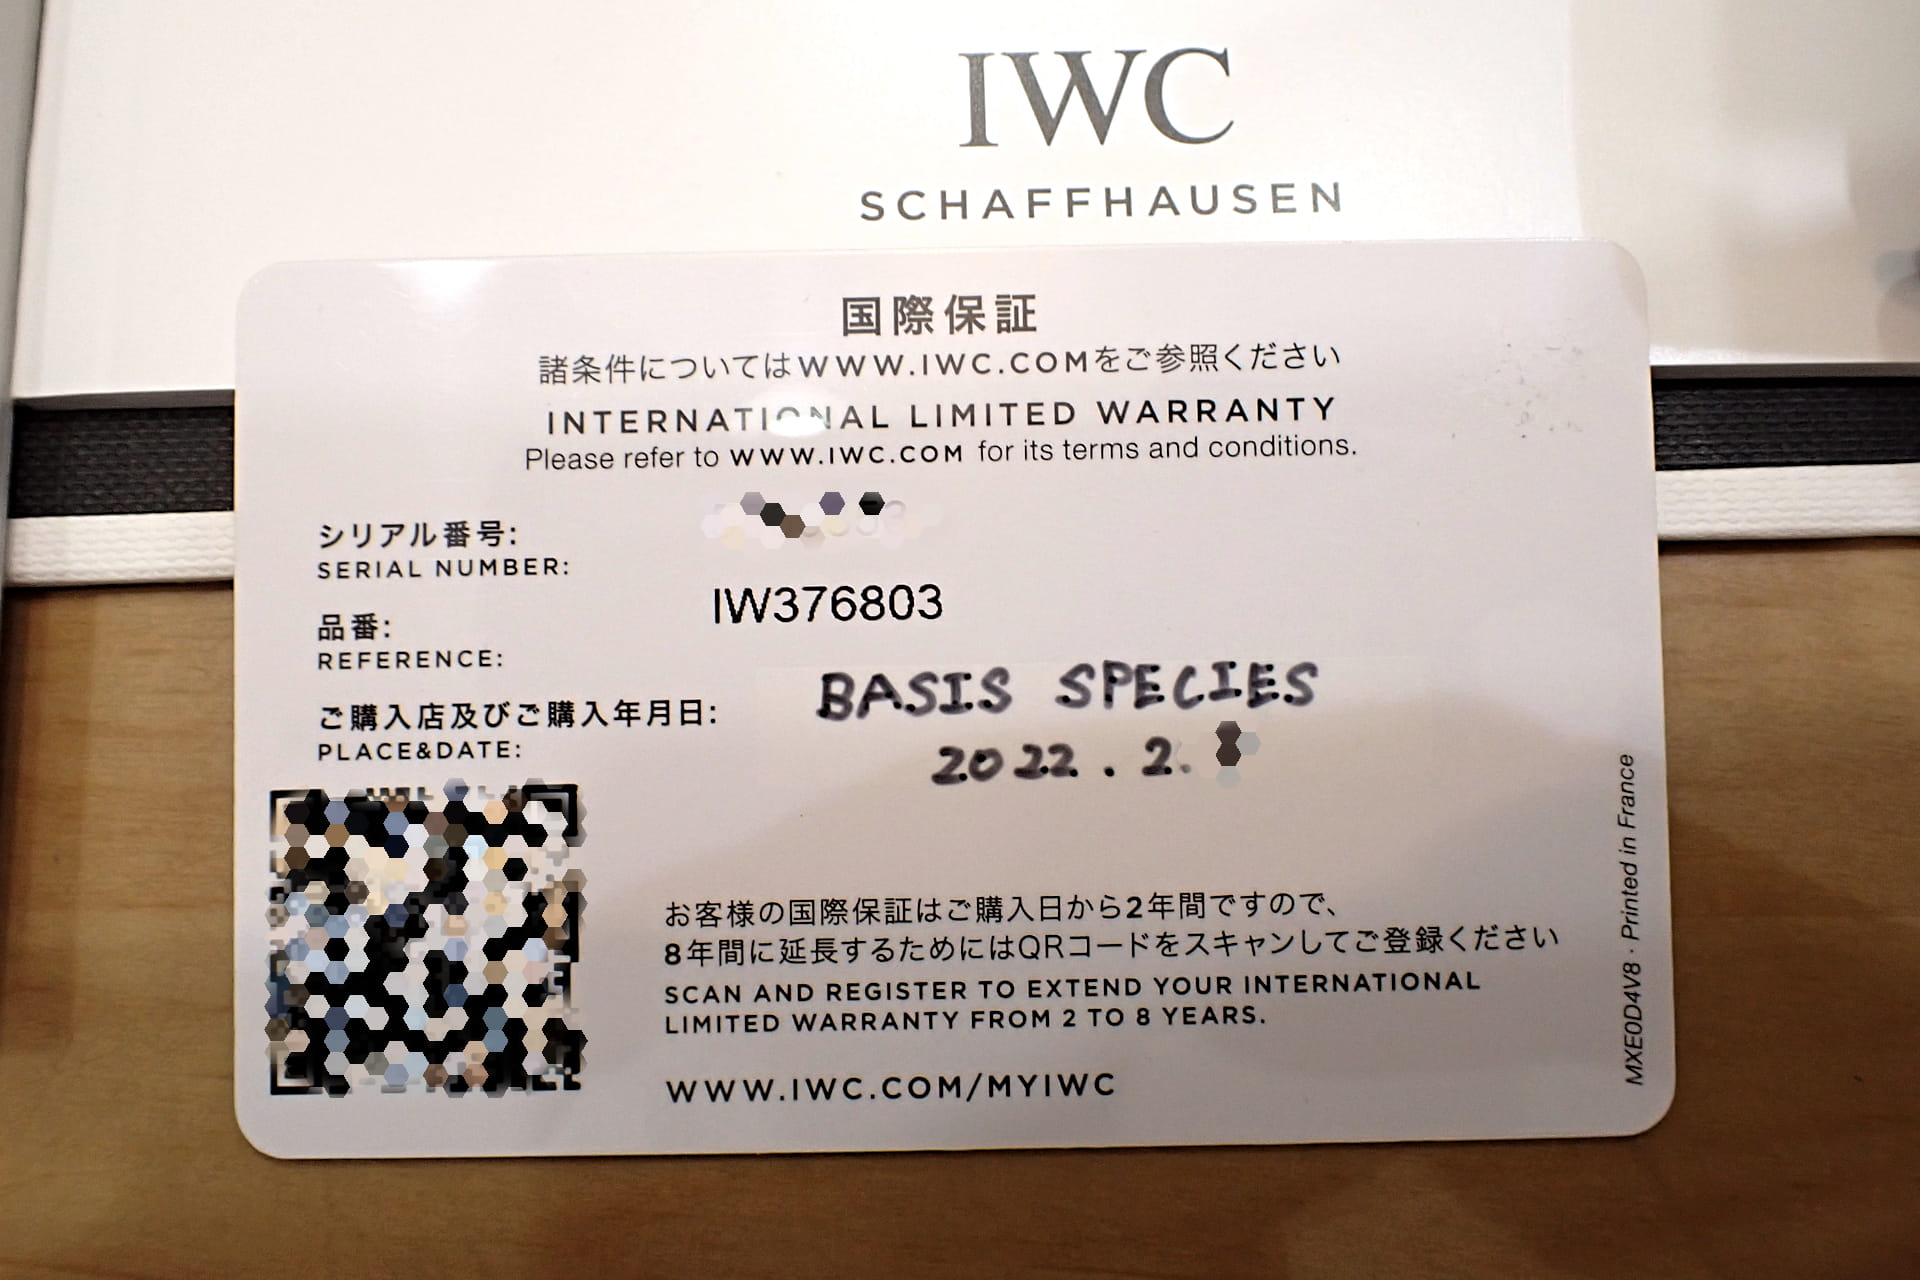 IWC
SCHAFFHAUSEN
国際保証
諸条件についてはWWW.IWC.COMをご参照ください
INTERNATIONAL LIMITED WARRANTY
Please refer to WWW.IWC.COM for its terms and conditions.
シリアル番号:
SERIAL NUMBER:
IW376803
品番:
REFERENCE:
BASIS SPECIES
ご購入店及びご購入年月日:
PLACE&DATE:
2022.2.
お客様の国際保証はご購入日から2年間ですので、
8年間に延長するためにはQRコードをスキャンしてご登録ください
SCAN AND REGISTER TO EXTEND YOUR INTERNATIONAL
LIMITED WARRANTY FROM 2 TO 8 YEARS.
WWW.IWC.COM/MYIWC
MXE0D4V8 · Printed in France